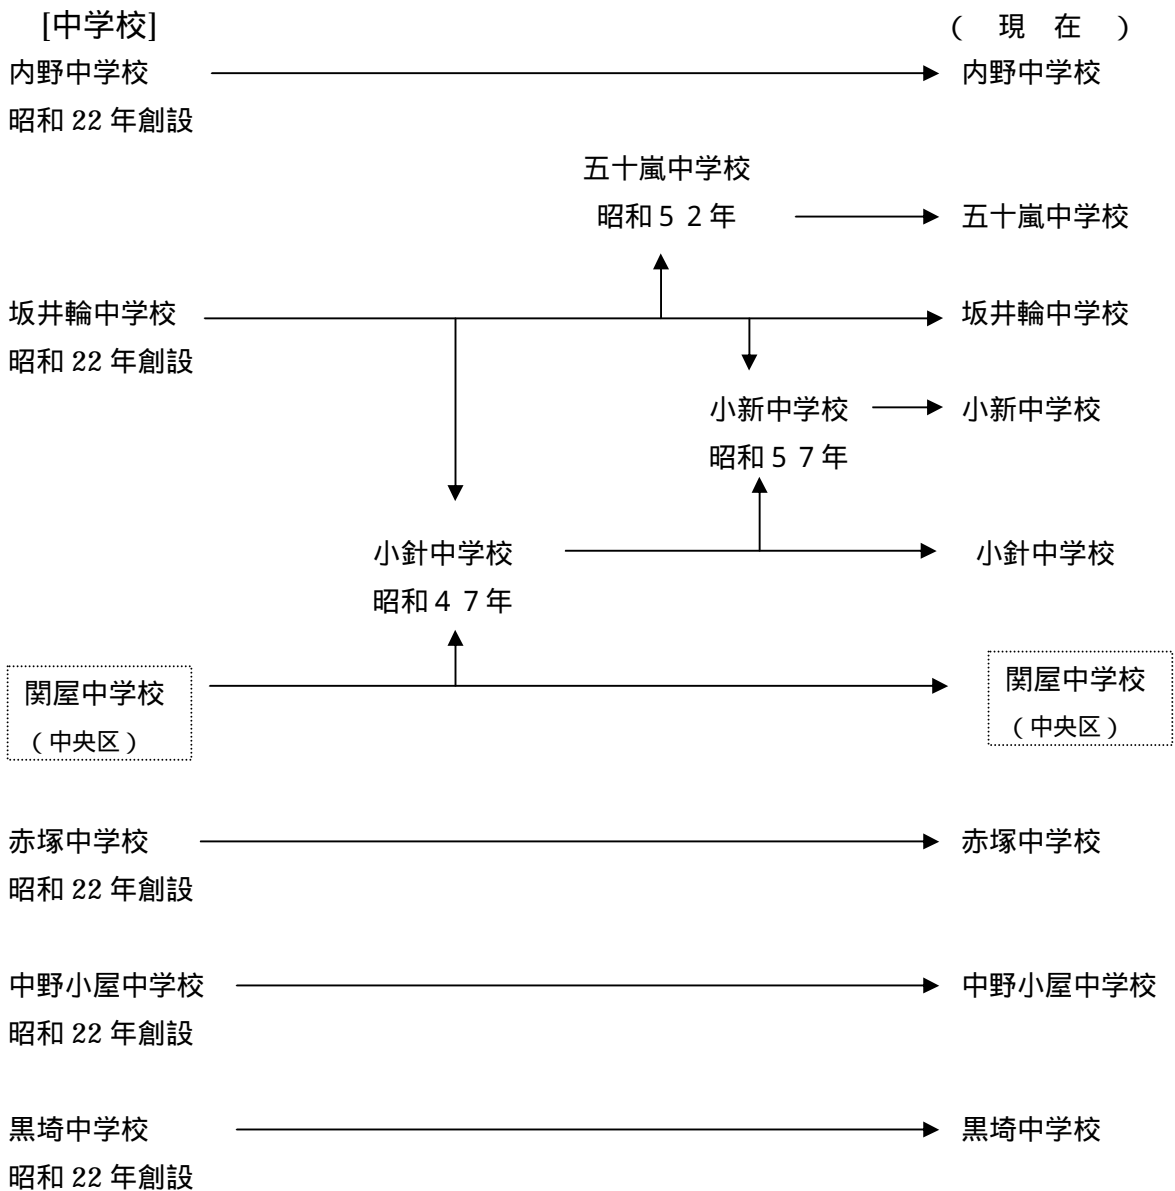 [中学校]
( 現 在 )
内野中学校
内野中学校
昭和 22 年創設
五十嵐中学校
昭和５２年
五十嵐中学校
坂井輪中学校
坂井輪中学校
昭和 22 年創設
小新中学校
小新中学校
昭和５７年
小針中学校
小針中学校
昭和４７年
関屋中学校
（中央区）
関屋中学校
（中央区）
赤塚中学校
赤塚中学校
昭和 22 年創設
中野小屋中学校
中野小屋中学校
昭和 22 年創設
黒埼中学校
黒埼中学校
昭和 22 年創設